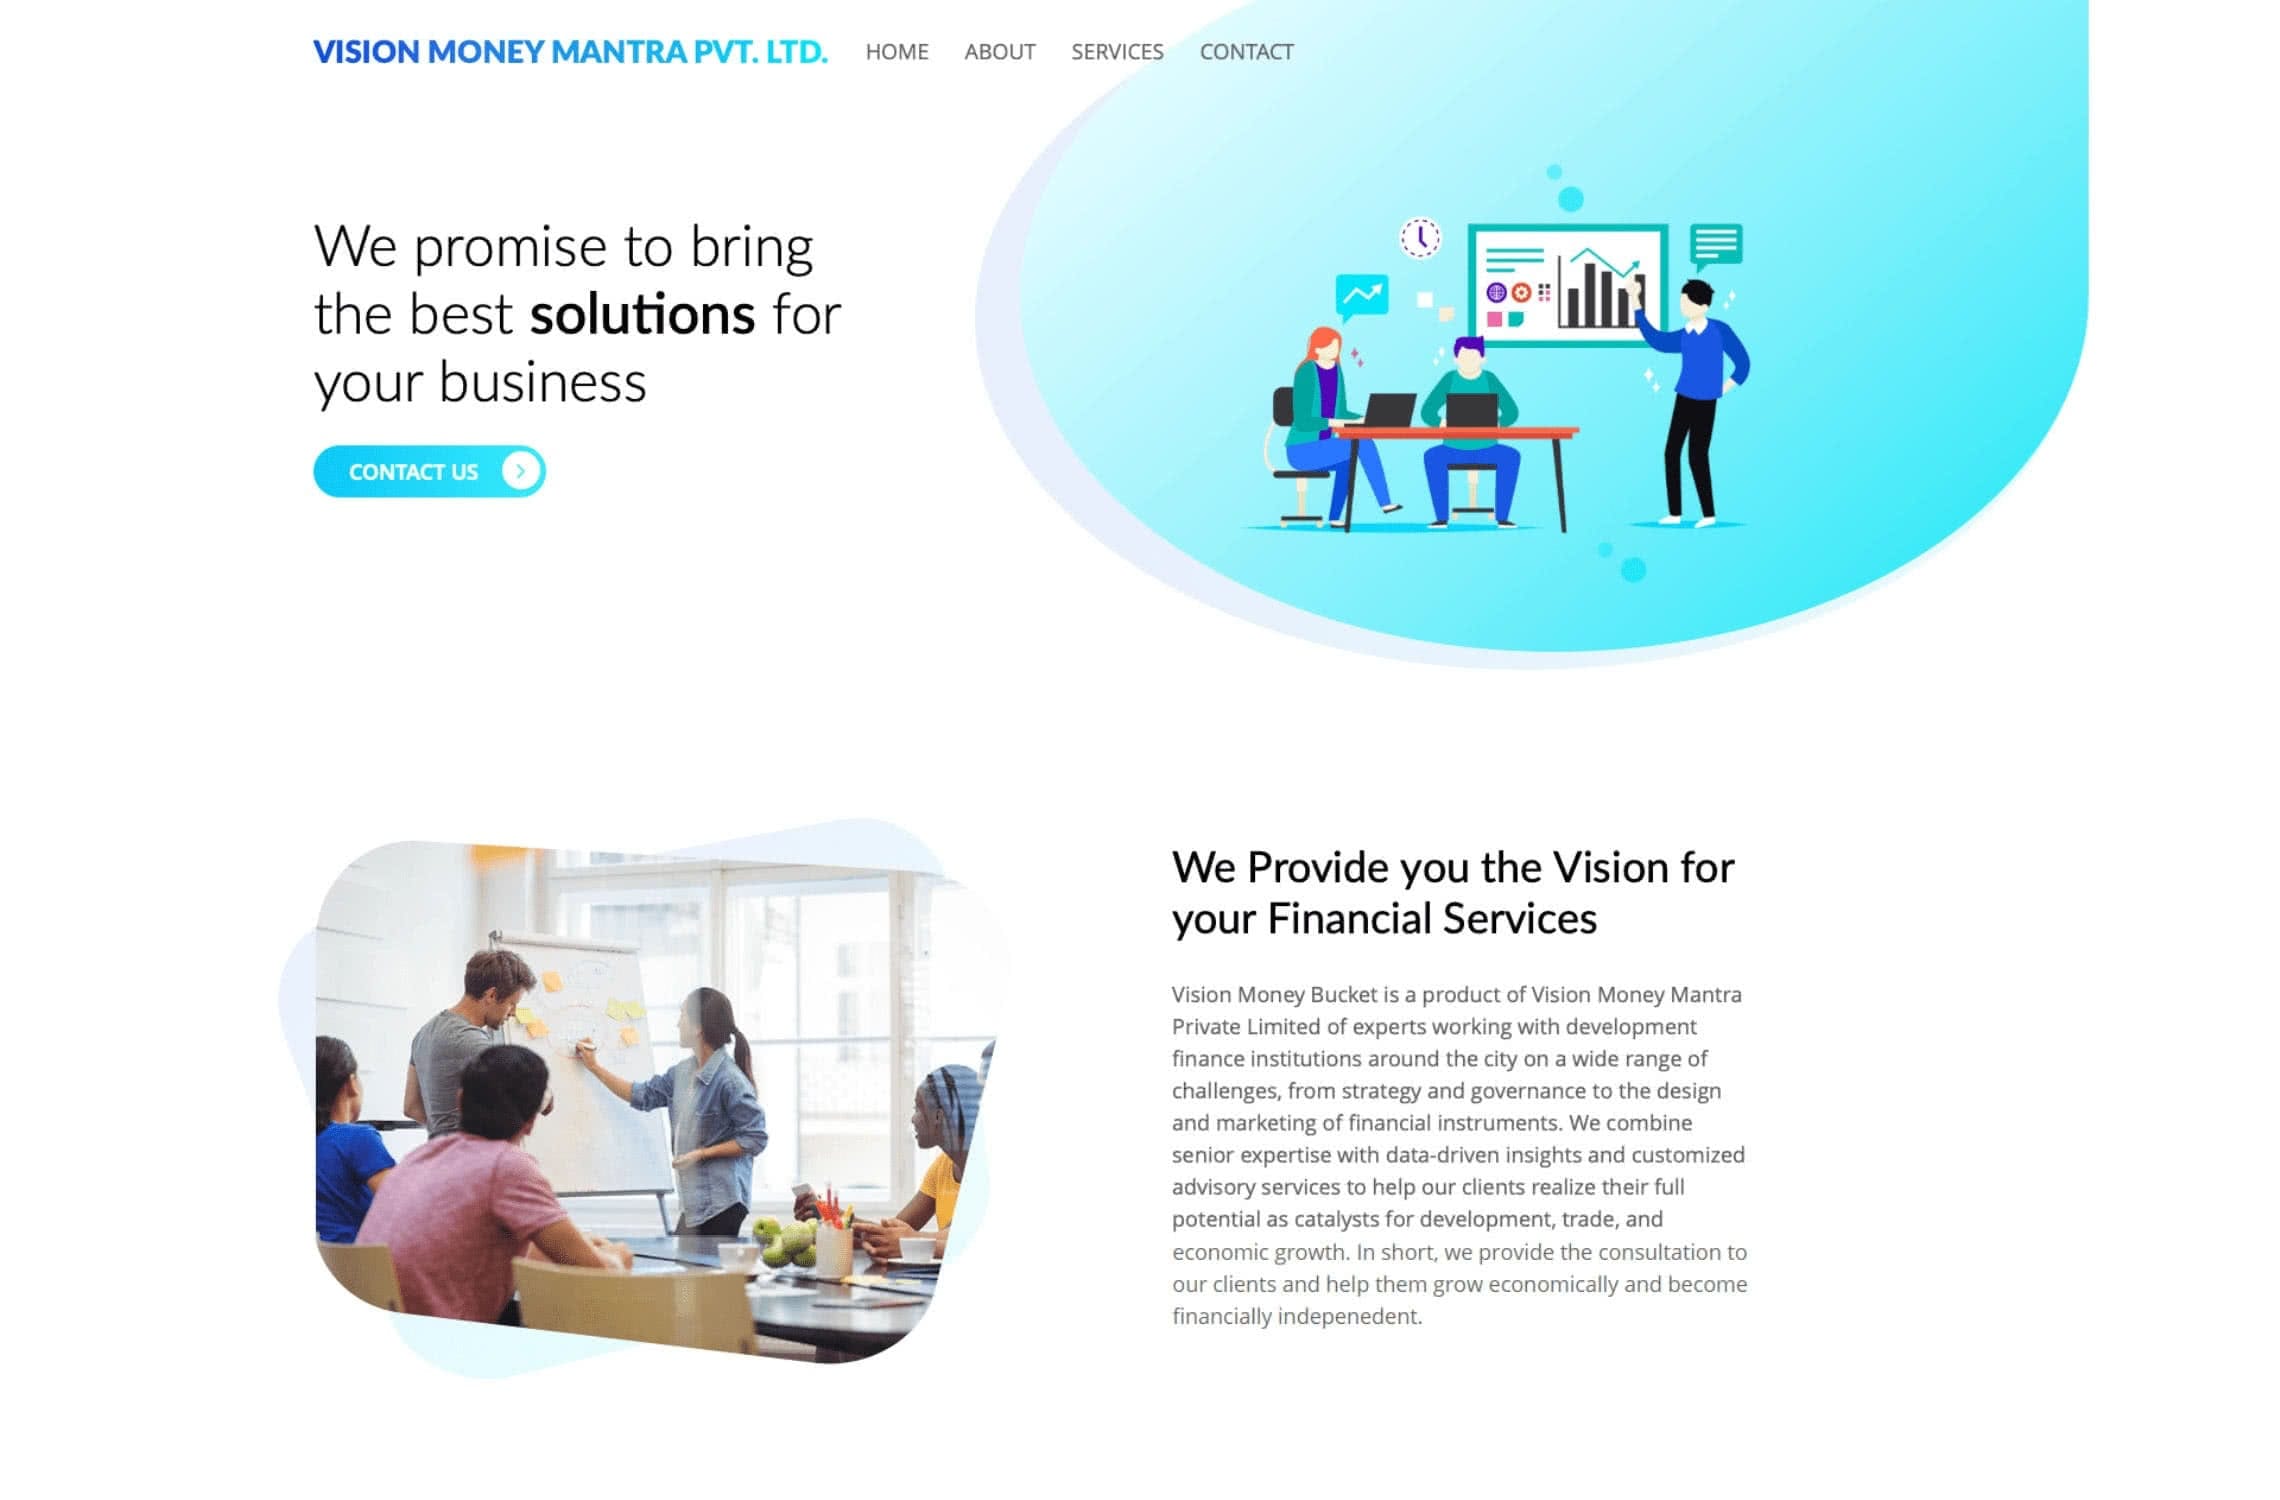 VISION MONEY MANTRA PVT. LTD. HOME ABOUT SERVICES CONTACT
We promise to bring
the best solutions for
your business
CONTACT US
We Provide you the Vision for
your Financial Services
Vision Money Bucket is a product of Vision Money Mantra
Private Limited of experts working with development
finance institutions around the city on a wide range of
challenges, from strategy and governance to the design
and marketing of financial instruments. We combine
senior expertise with data-driven insights and customized
advisory services to help our clients realize their full
potential as catalysts for development, trade, and
economic growth. In short, we provide the consultation to
our clients and help them grow economically and become
financially indepenedent.